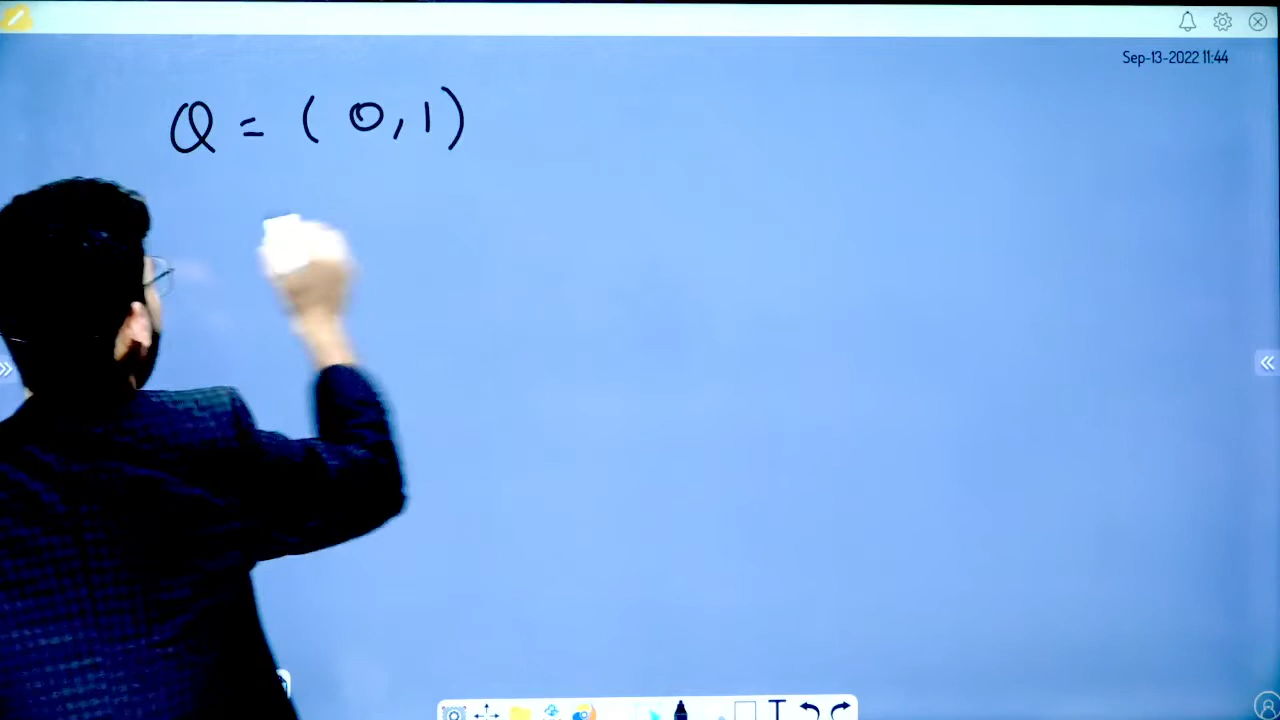 Sep-13-2022 11:44
Q = ( 0, 1 )
T